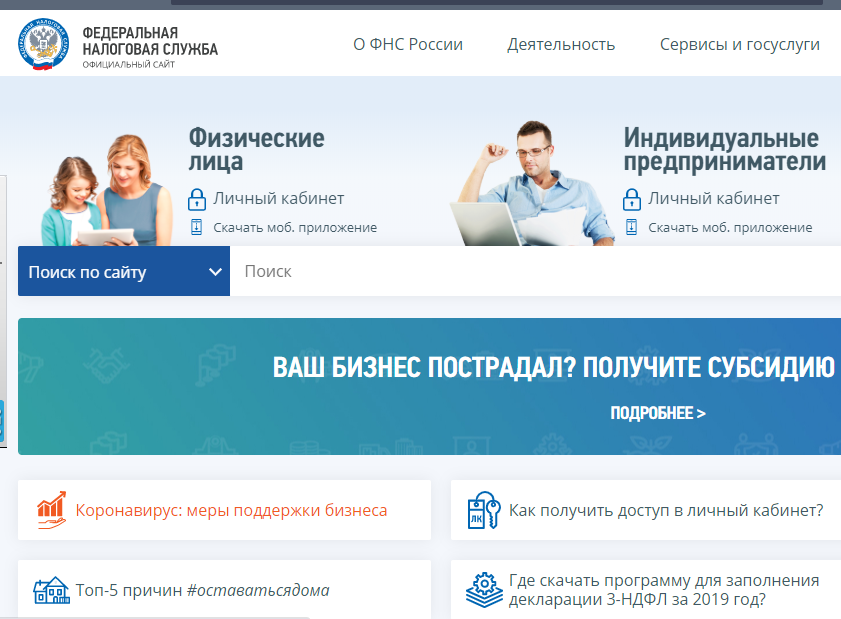 ФЕДЕРАЛЬНАЯ
НАЛОГОВАЯ СЛУЖБА
ОФИЦИАЛЬНЫЙ САЙТ
О ФНС России
Деятельность
Сервисы и госуслуги
Физические
лица
Личный кабинет
Скачать моб. приложение
Индивидуальные
предприниматели
Личный кабинет
Скачать моб. приложение
Поиск по сайту
Поиск
ВАШ БИЗНЕС ПОСТРАДАЛ? ПОЛУЧИТЕ СУБСИДИЮ
ПОДРОБНЕЕ >
Коронавирус: меры поддержки бизнеса
ЛК
Как получить доступ в личный кабинет?
Топ-5 причин #оставатьсядома
Где скачать программу для заполнения
декларации 3-НДФЛ за 2019 год?